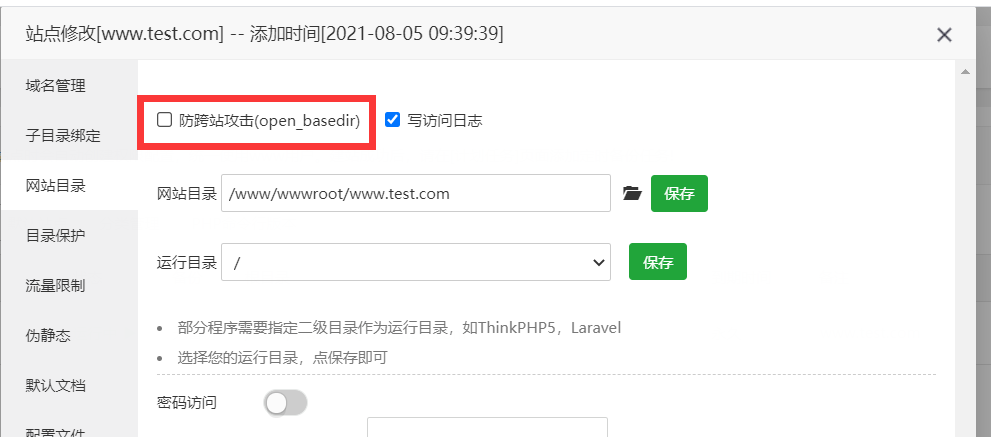 站点修改[www.test.com] -- 添加时间[2021-08-05 09:39:39]
域名管理
子目录绑定
网站目录
目录保护
流量限制
伪静态
默认文档
配置文件
防跨站攻击(open_basedir) 写访问日志
网站目录 /www/wwwroot/www.test.com 保存
运行目录 / 保存
部分程序需要指定二级目录作为运行目录，如ThinkPHP5，Laravel
选择您的运行目录，点保存即可
密码访问